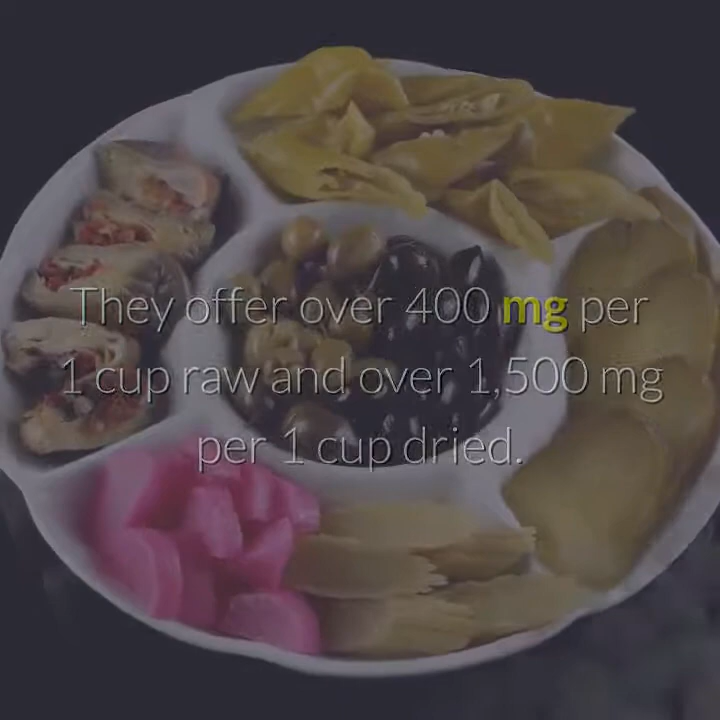 They offer over 400 mg per
1 cup raw and over 1,500 mg
per 1 cup dried.